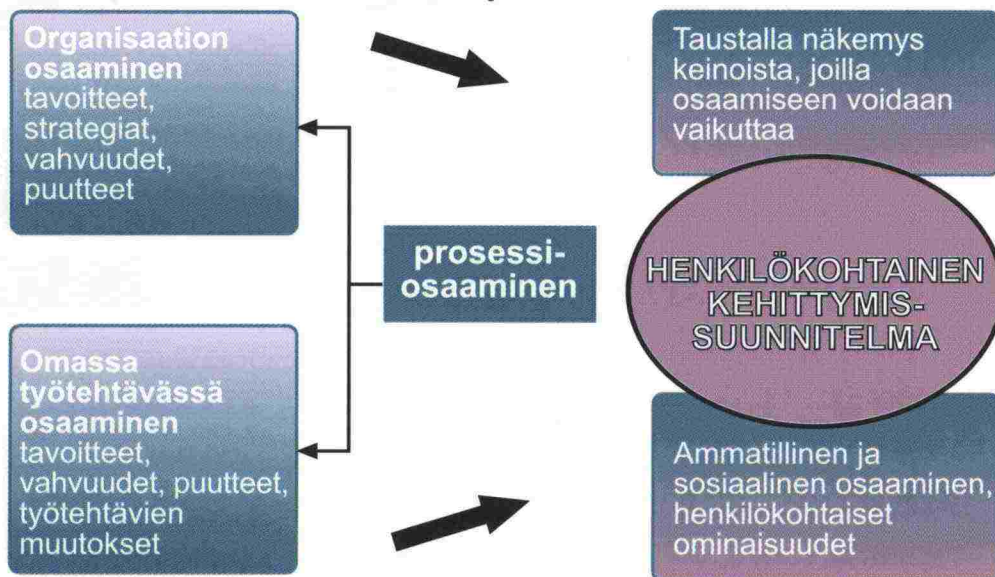 Organisaation
osaaminen
tavoitteet,
strategiat,
vahvuudet,
puutteet
Omassa
työtehtävässä
osaaminen
tavoitteet,
vahvuudet, puutteet,
työtehtävien
muutokset
prosessi-
osaaminen
Taustalla näkemys
keinoista, joilla
osaamiseen voidaan
vaikuttaa
HENKILÖKOHTAINEN
KEHITTYMIS-
SUUNNITELMA
Ammatillinen ja
sosiaalinen osaaminen,
henkilökohtaiset
ominaisuudet